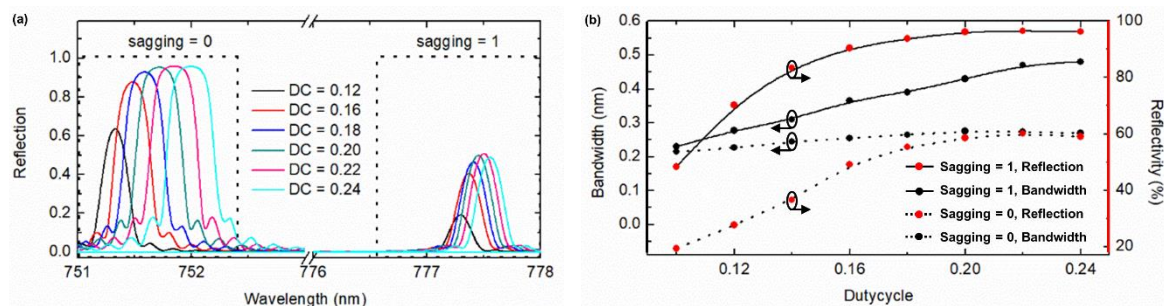 (a)
sagging = 0
sagging = 1
1.0
0.8
0.6
0.4
0.2
0.0
Reflection
DC = 0.12
DC = 0.16
DC = 0.18
DC = 0.20
DC = 0.22
DC = 0.24
751 752 776 777 778
Wavelength (nm)
(b)
0.6
0.5
0.4
0.3
0.2
0.1
0.0
Bandwidth (nm)
100
80
60
40
20
Reflectivity (%)
Sagging = 1, Reflection
Sagging = 1, Bandwidth
Sagging = 0, Reflection
Sagging = 0, Bandwidth
0.12 0.16 0.20 0.24
Dutycycle